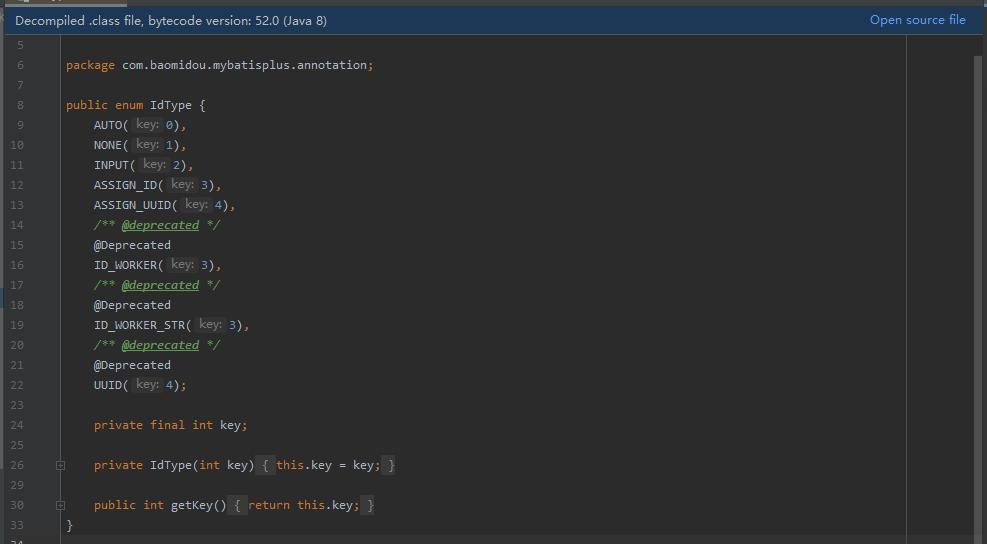 Decompiled .class file, bytecode version: 52.0 (Java 8) Open source file
5
6 package com.baomidou.mybatisplus.annotation;
7
8 public enum IdType {
9 AUTO( key: 0),
10 NONE( key: 1),
11 INPUT( key: 2),
12 ASSIGN_ID( key: 3),
13 ASSIGN_UUID( key: 4),
14 /** @deprecated */
15 @Deprecated
16 ID_WORKER( key: 3),
17 /** @deprecated */
18 @Deprecated
19 ID_WORKER_STR( key: 3),
20 /** @deprecated */
21 @Deprecated
22 UUID( key: 4);
23
24 private final int key;
25
26 private IdType(int key) { this.key = key; }
29
30 public int getKey() { return this.key; }
33 }
34